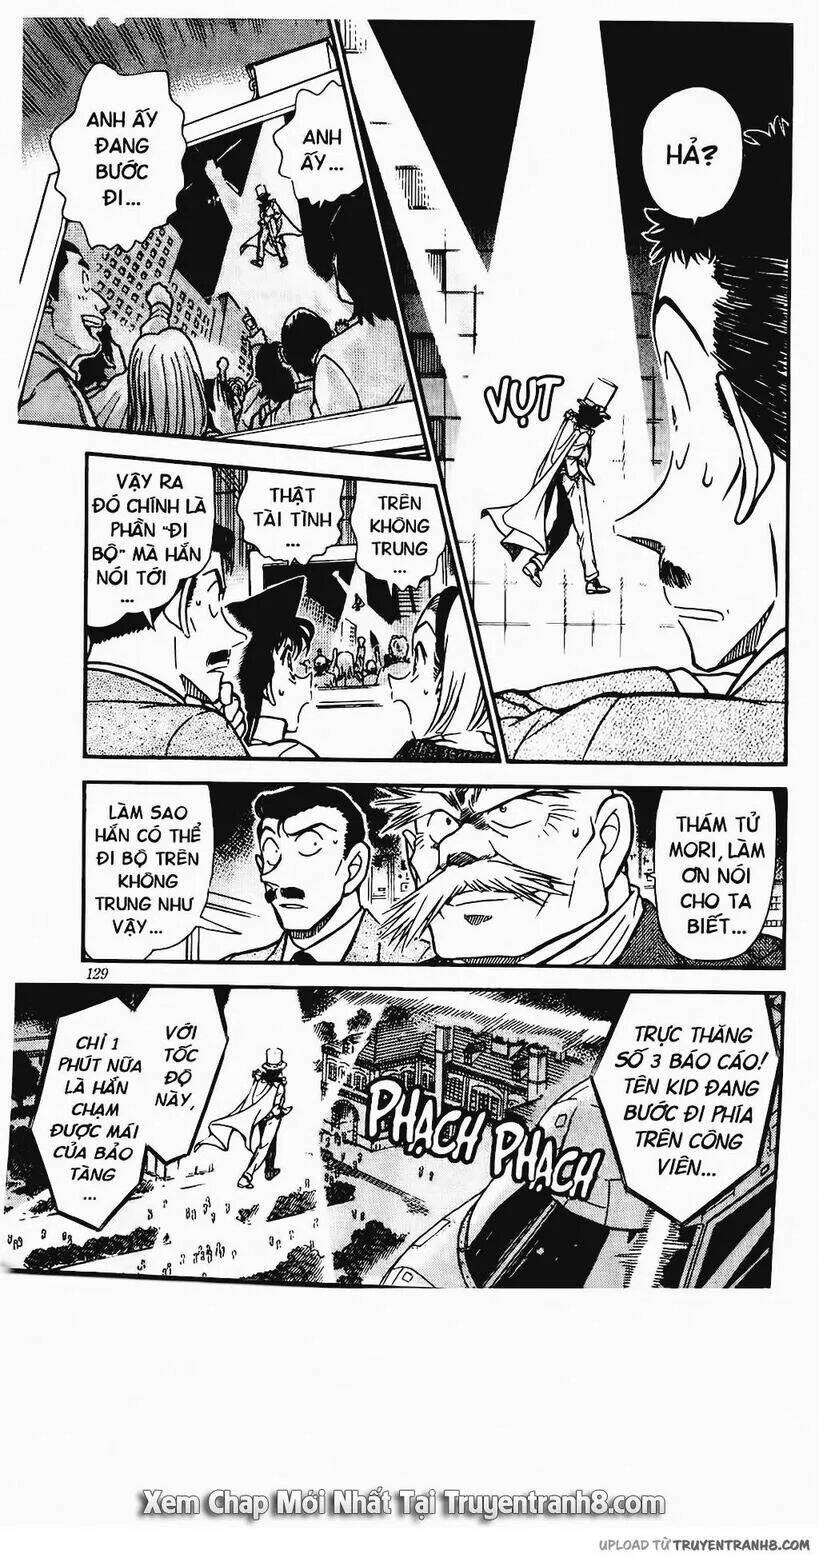 HẢ?
VỤT
ANH
ẤY...
ANH ẤY
ĐANG
BƯỚC
ĐI...
TRÊN
KHÔNG
TRUNG
THẬT
TÀI TÌNH
...
VẬY RA
ĐÓ CHÍNH LÀ
PHẦN "ĐI
BỘ" MÀ HẮN
NÓI TỚI
...
THÁM TỬ
MORI, LÀM
ƠN NÓI
CHO TA
BIẾT...
LÀM SAO
HẮN CÓ THỂ
ĐI BỘ TRÊN
KHÔNG
TRUNG NHƯ
VẬY...
129
TRỰC THĂNG
SỐ 3 BÁO CÁO!
TÊN KID ĐANG
BƯỚC ĐI PHÍA
TRÊN CÔNG
VIÊN...
PHẠCH PHẠCH
PHẠCH
VỚI
TỐC
ĐỘ
NÀY,
CHỈ 1
PHÚT NỮA
LÀ HẮN
CHẠM
ĐƯỢC MÁI
CỦA BẢO
TÀNG
...
Xem Chap Mới Nhất Tại Truyentranh8.com
UPLOAD TỪ TRUYENTRANH8.COM